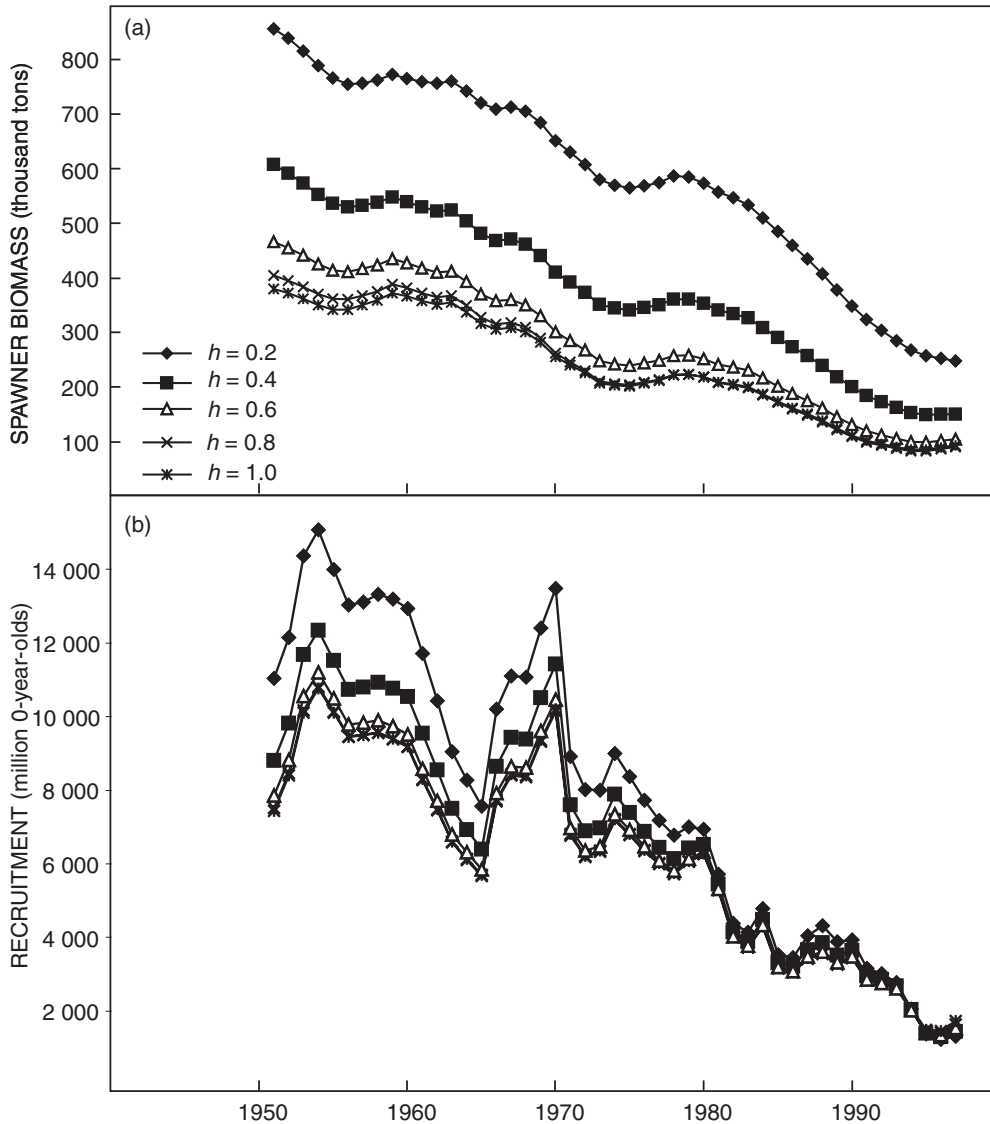 (a)
SPAWNER BIOMASS (thousand tons)
800
700
600
500
400
300
200
100
h = 0.2
h = 0.4
h = 0.6
h = 0.8
h = 1.0
(b)
RECRUITMENT (million 0-year-olds)
14 000
12 000
10 000
8 000
6 000
4 000
2 000
1950 1960 1970 1980 1990